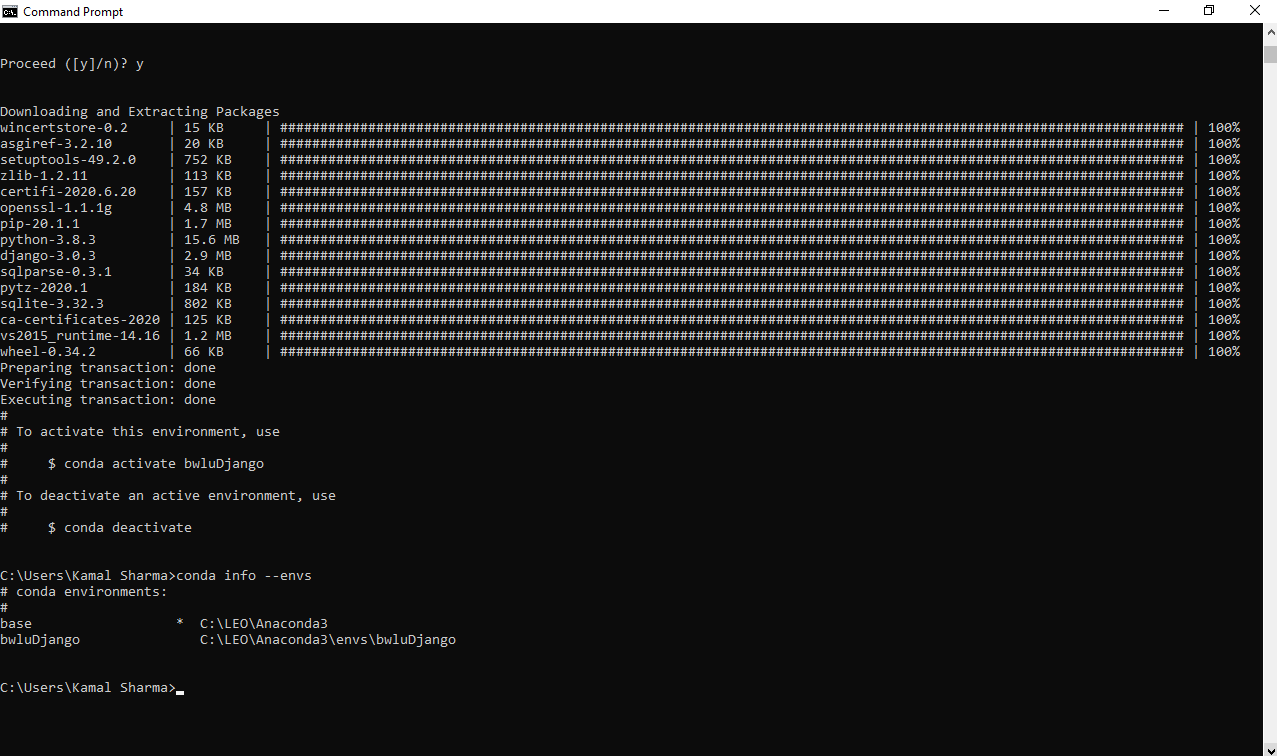 Command Prompt
Proceed ([y]/n)? y
Downloading and Extracting Packages
wincertstore-0.2     | 15 KB     | ################################################################################################################# | 100%
asgiref-3.2.10       | 20 KB     | ################################################################################################################# | 100%
setuptools-49.2.0    | 752 KB    | ################################################################################################################# | 100%
zlib-1.2.11          | 113 KB    | ################################################################################################################# | 100%
certifi-2020.6.20    | 157 KB    | ################################################################################################################# | 100%
openssl-1.1.1g       | 4.8 MB    | ################################################################################################################# | 100%
pip-20.1.1           | 1.7 MB    | ################################################################################################################# | 100%
python-3.8.3         | 15.6 MB   | ################################################################################################################# | 100%
django-3.0.3         | 2.9 MB    | ################################################################################################################# | 100%
sqlparse-0.3.1       | 34 KB     | ################################################################################################################# | 100%
pytz-2020.1          | 184 KB    | ################################################################################################################# | 100%
sqlite-3.32.3        | 802 KB    | ################################################################################################################# | 100%
ca-certificates-2020 | 125 KB    | ################################################################################################################# | 100%
vs2015_runtime-14.16 | 1.2 MB    | ################################################################################################################# | 100%
wheel-0.34.2         | 66 KB     | ################################################################################################################# | 100%
Preparing transaction: done
Verifying transaction: done
Executing transaction: done
#
# To activate this environment, use
#
#     $ conda activate bwluDjango
#
# To deactivate an active environment, use
#
#     $ conda deactivate
C:\Users\Kamal Sharma>conda info --envs
# conda environments:
#
base                  *  C:\LEO\Anaconda3
bwluDjango               C:\LEO\Anaconda3\envs\bwluDjango
C:\Users\Kamal Sharma>